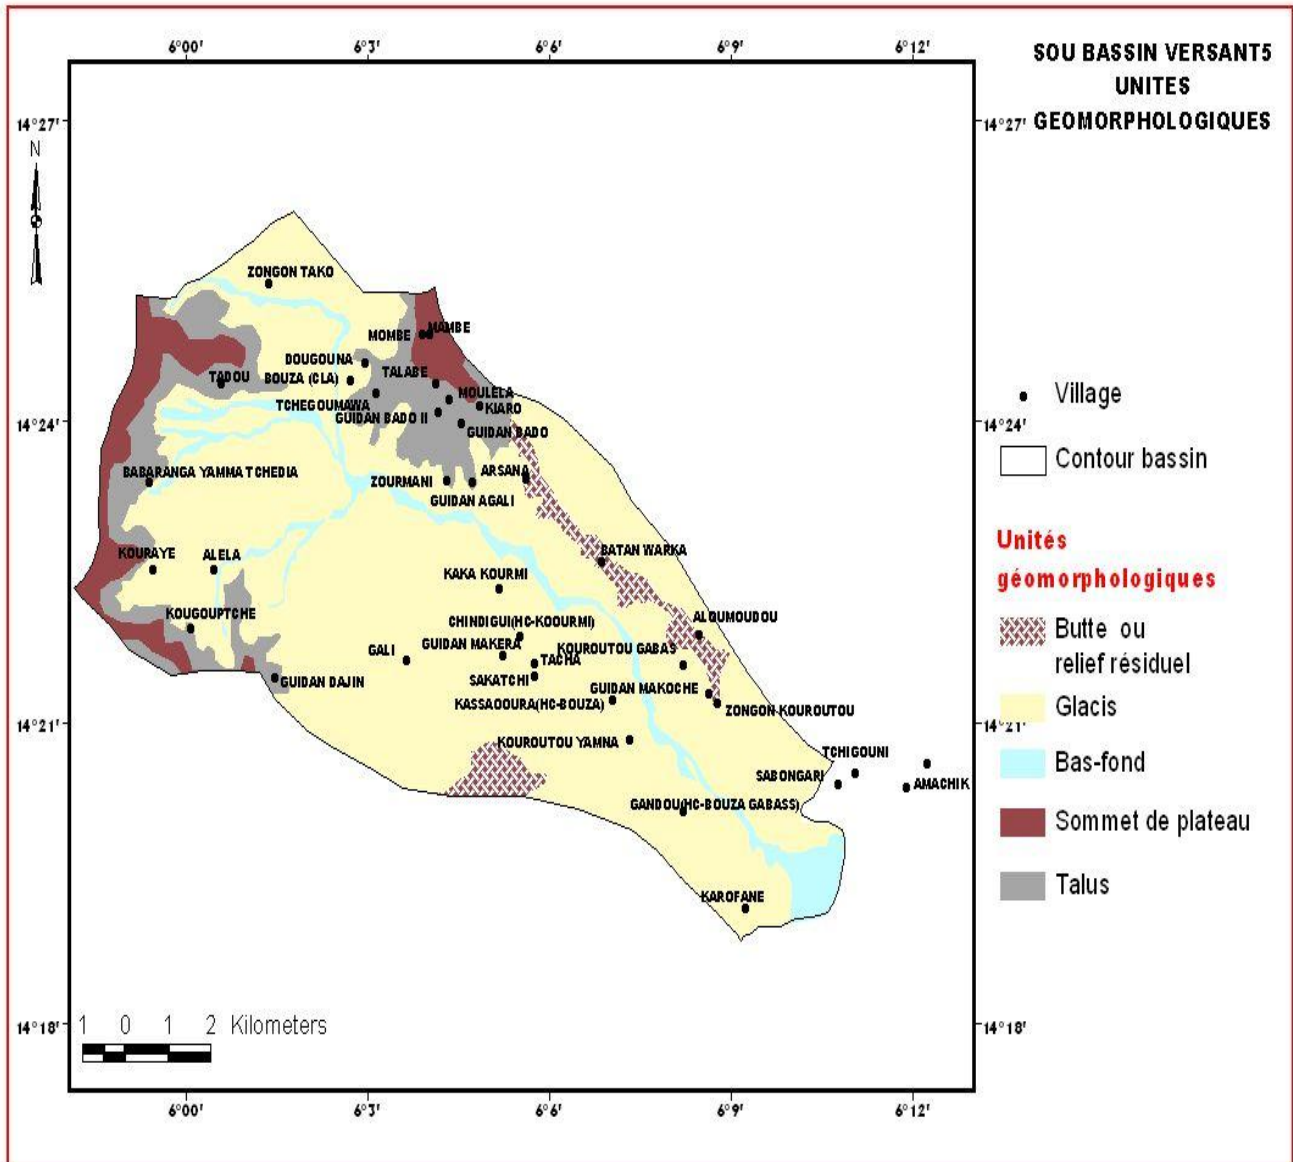 SOU BASSIN VERSANT5
UNITES
GEOMORPHOLOGIQUES
6°00'
6°3'
6°6'
6°9'
6°12'
14°27'
14°27'
N
ZONGON TAKO
MOMBE
MAMBE
DOUGOUNA
TADOU
BOUZA (CLA)
TALABE
TCHEGOUMAWA
MOULELA
KIARO
GUIDAN BADO II
GUIDAN BADO
14°24'
14°24'
BABARANGA YAMMA TCHEDIA
ZOURMANI
ARSANA
GUIDAN AGALI
KOURAYE
ALELA
BATAN WARKA
KAKA KOURMI
KOUGOUPTCHE
CHINDIGUI(HC-KOOURMI)
ALOUMOUDOU
GALI
GUIDAN MAKERA
KOUROUTOU GABAS
TACHA
GUIDAN DAJIN
SAKATCHI
GUIDAN MAKOCHE
KASSAOOURA(HC-BOUZA)
ZONGON KOUROUTOU
14°21'
14°21'
KOUROUTOU YAMNA
TCHIGOUNI
SABONGARI
AMACHIK
GANDOU(HC-BOUZA GABASS)
KAROFANE
14°18'
14°18'
1 0 1 2 Kilometers
6°00'
6°3'
6°6'
6°9'
6°12'
Village
Contour bassin
Unités
géomorphologiques
Butte ou
relief résiduel
Glacis
Bas-fond
Sommet de plateau
Talus